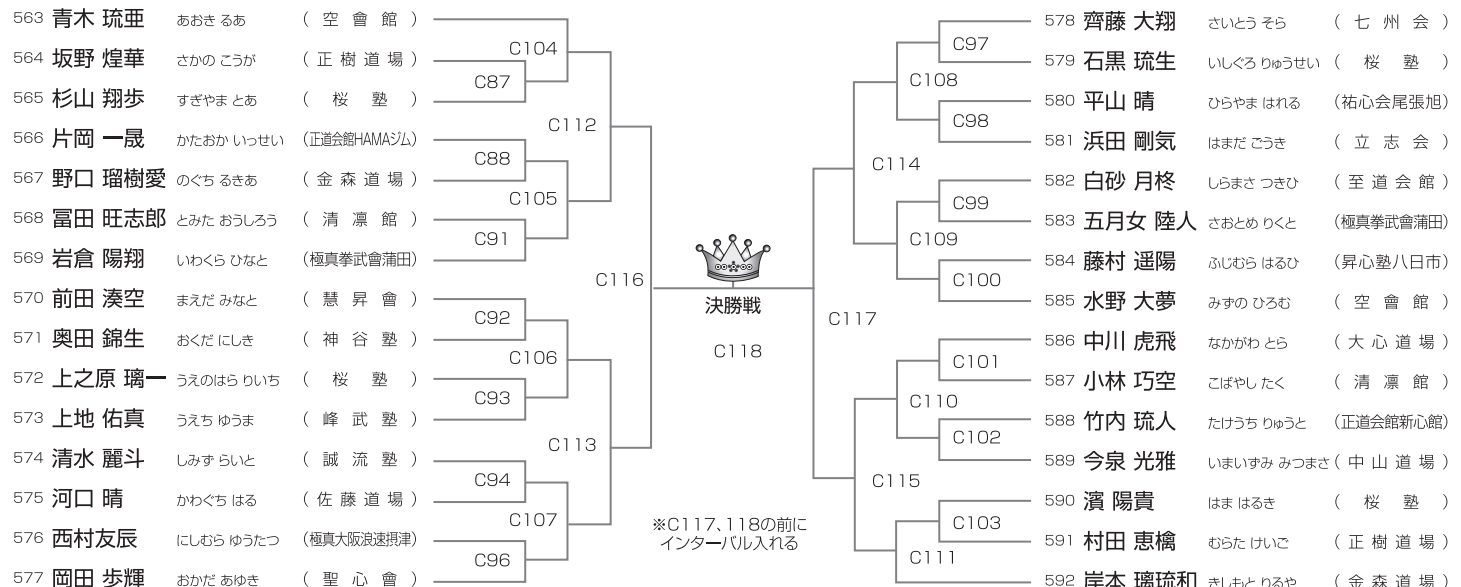 563 青木 琉亜 あおき るあ （空會館）
564 坂野 煌華 さかの こうが （正樹道場）
565 杉山 翔歩 すぎやま とあ （桜塾）
566 片岡 一晟 かたおか いっせい （正道会館HAMAジム）
567 野口 瑠樹愛 のぐち るきあ （金森道場）
568 冨田 旺志郎 とみた おうしろう （清凛館）
569 岩倉 陽翔 いわくら ひなと （極真拳武會蒲田）
570 前田 湊空 まえだ みなと （慧昇會）
571 奥田 錦生 おくだ にしき （神谷塾）
572 上之原 璃一 うえのはら りいち （桜塾）
573 上地 佑真 うえち ゆうま （峰武塾）
574 清水 麗斗 しみず らいと （誠流塾）
575 河口 晴 かわぐち はる （佐藤道場）
576 西村友辰 にしむら ゆうたつ （極真大阪浪速摂津）
577 岡田 歩輝 おかだ あゆき （聖心會）
C104
C87
C112
C88
C105
C91
C116
C92
C106
C93
C113
C94
C107
C96
決勝戦
C118
※C117、118の前に
インターバル入れる
C97
C108
C98
C114
C99
C109
C100
C117
C101
C110
C102
C115
C103
C111
578 齊藤 大翔 さいとう そら （七州会）
579 石黒 琉生 いしぐろ りゅうせい （桜塾）
580 平山 晴 ひらやま はれる （祐心会尾張旭）
581 浜田 剛気 はまだ ごうき （立志会）
582 白砂 月柊 しらまさ つきひ （至道会館）
583 五月女 陸人 さおとめ りくと （極真拳武會蒲田）
584 藤村 遥陽 ふじむら はるひ （昇心塾八日市）
585 水野 大夢 みずの ひろむ （空會館）
586 中川 虎飛 なかがわ とら （大心道場）
587 小林 巧空 こばやし たく （清凛館）
588 竹内 琉人 たけうち りゅうと （正道会館新心館）
589 今泉 光雅 いまいずみ みつまさ （中山道場）
590 濱 陽貴 はま はるき （桜塾）
591 村田 恵檎 むらた けいご （正樹道場）
592 岸本 璃琉和 きしもと りるや （金森道場）